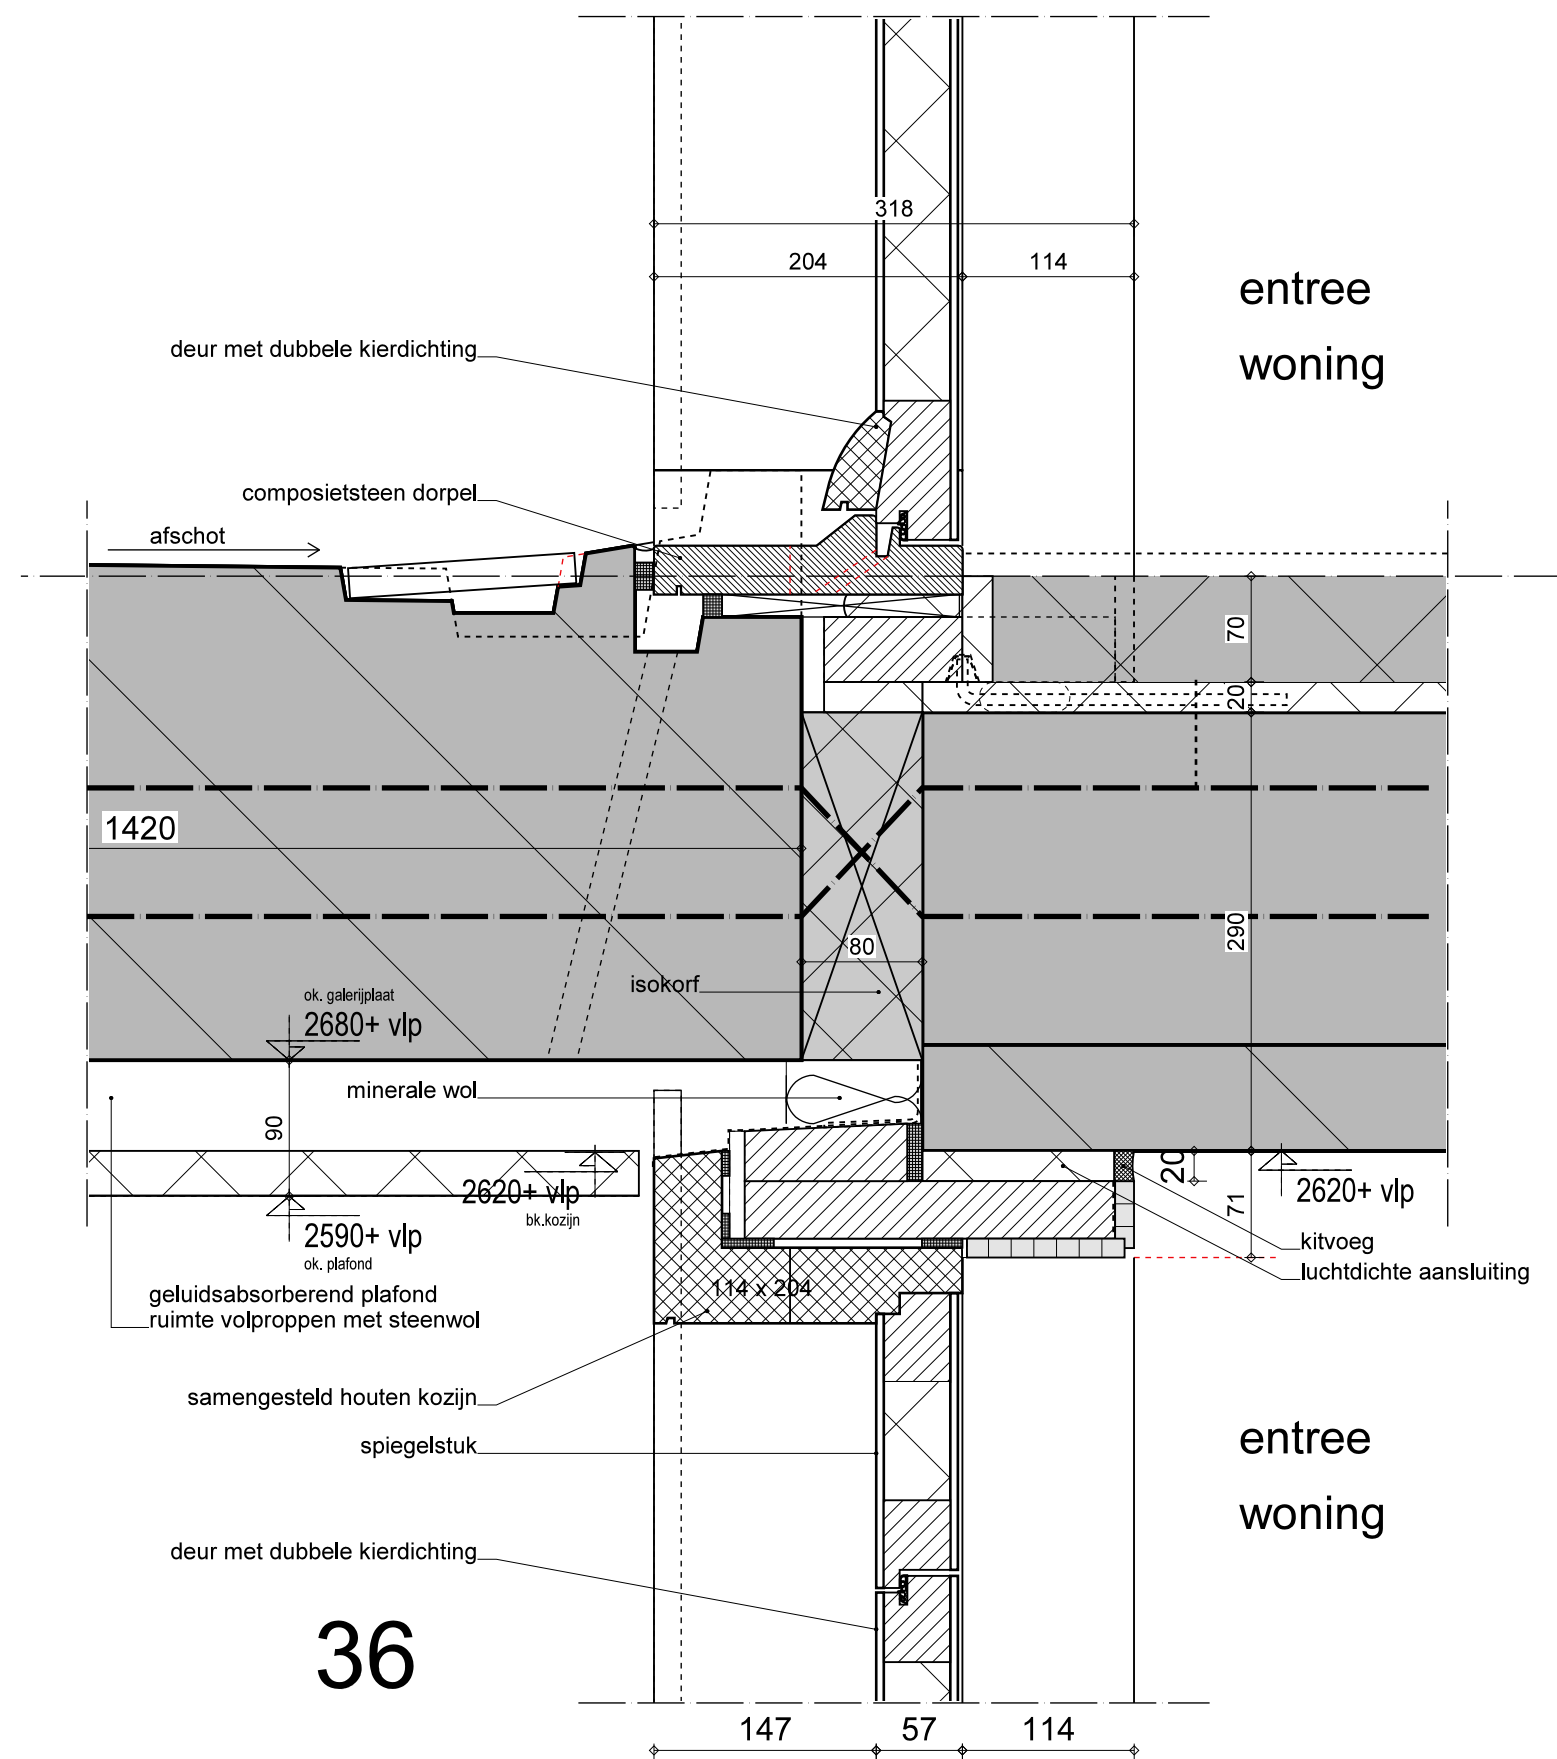 318
204
114
entree
woning
deur met dubbele kierdichting
composietsteen dorpel
afschot
70
20
1420
290
80
isokorf
ok. galerijplaat
2680+ vlp
minerale wol
90
20
2620+ vlp
bk.kozijn
2620+ vlp
71
2590+ vlp
ok. plafond
kitvoeg
luchtdichte aansluiting
geluidsabsorberend plafond
ruimte volproppen met steenwol
114 x 204
samengesteld houten kozijn
spiegelstuk
entree
woning
deur met dubbele kierdichting
36
147
57
114